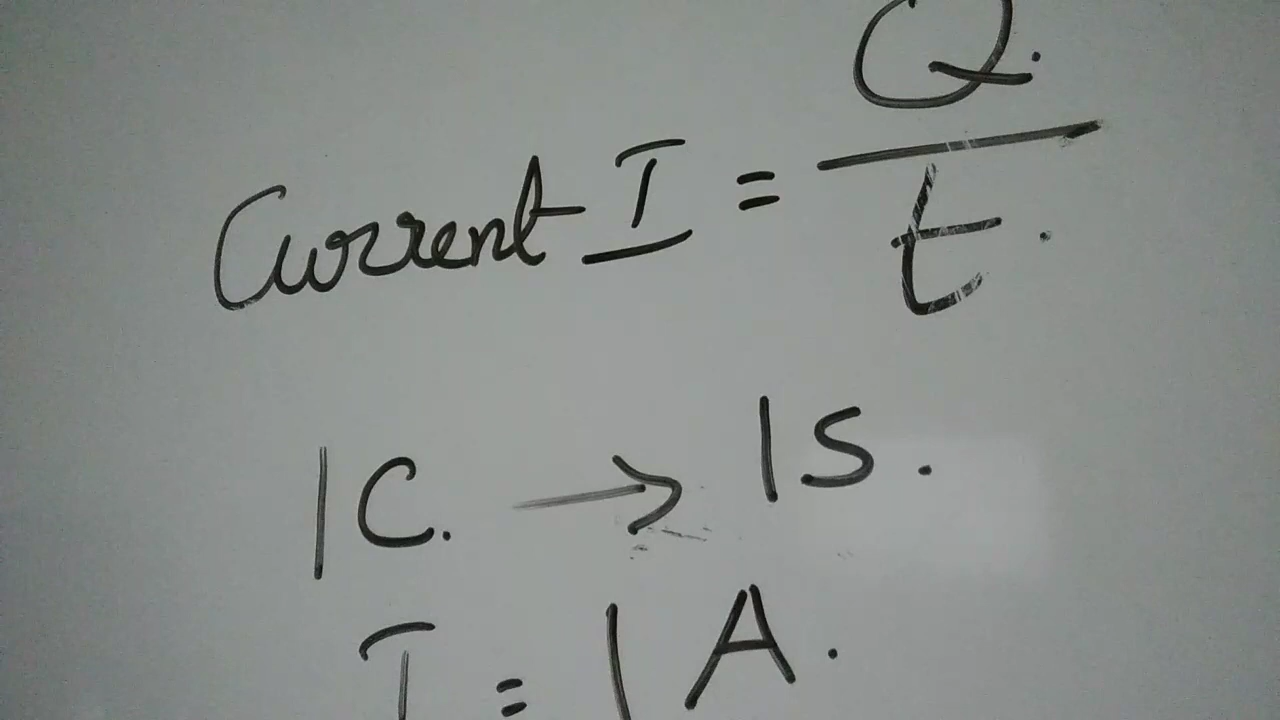 Current I = Q.
t.
1C. → 1S.
I = 1A.